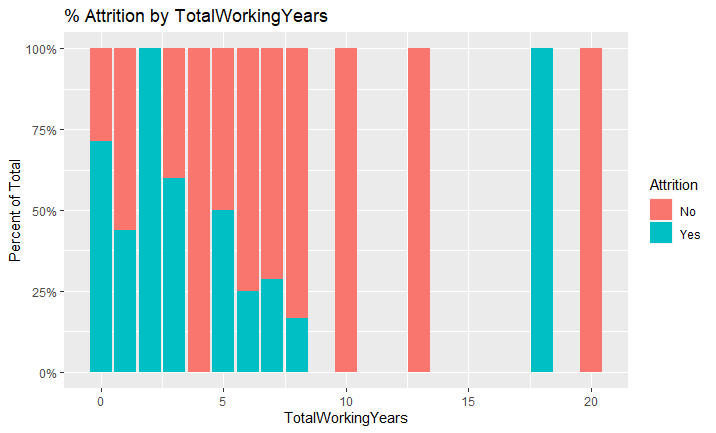 % Attrition by TotalWorkingYears
100%
75%
50%
25%
0%
Percent of Total
0 5 10 15 20
TotalWorkingYears
Attrition
No
Yes